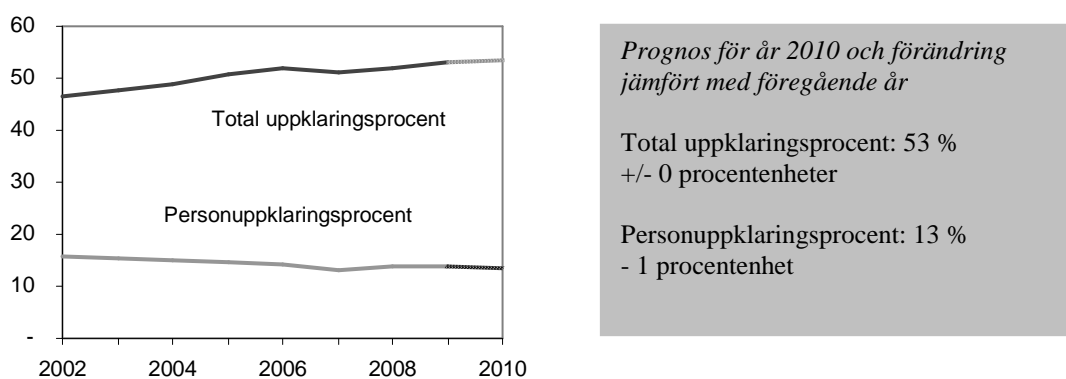 60
50
40
30
20
10
-
Total uppklaringsprocent
Personuppklaringsprocent
2002 2004 2006 2008 2010
Prognos för år 2010 och förändring
jämfört med föregående år
Total uppklaringsprocent: 53 %
+/- 0 procentenheter
Personuppklaringsprocent: 13 %
- 1 procentenhet